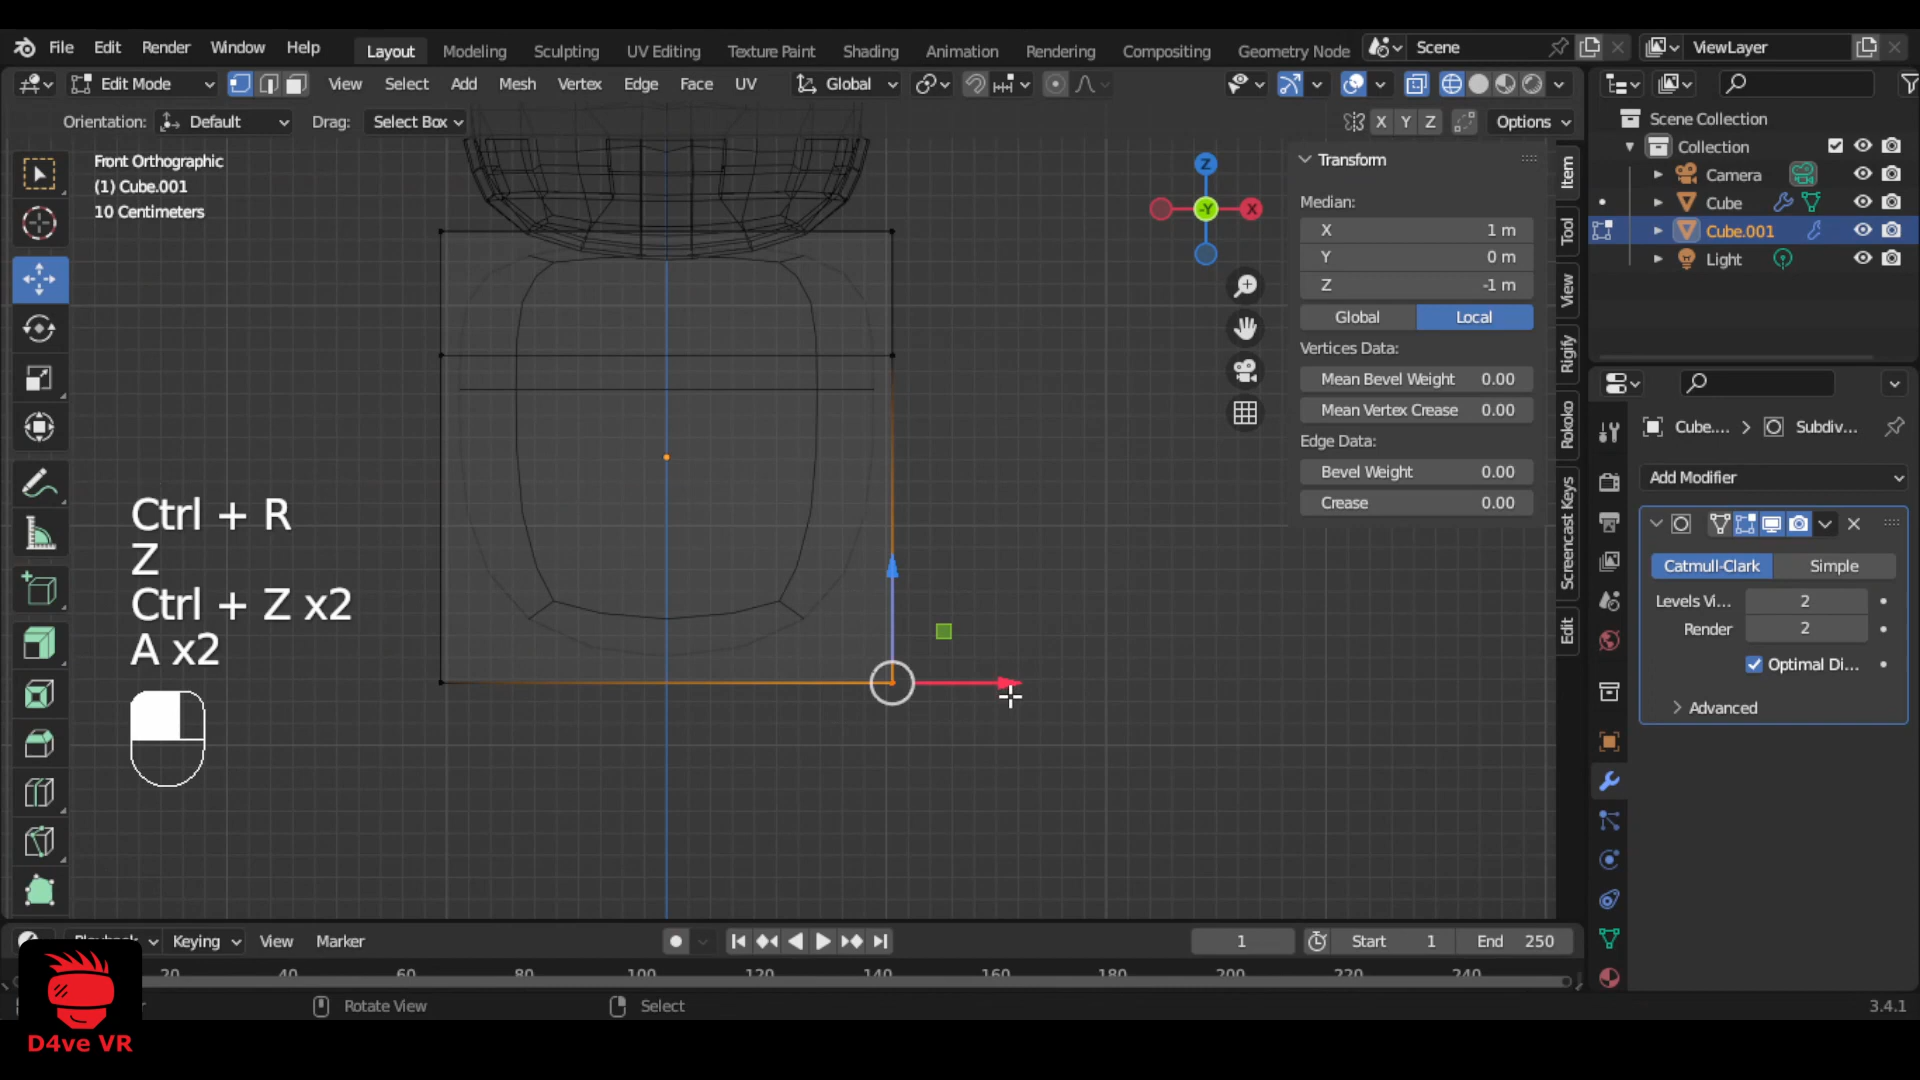 File Edit Render Window Help Layout Modeling Sculpting UV Editing Texture Paint Shading Animation Rendering Compositing Geometry Node Scene ViewLayer
Edit Mode View Select Add Mesh Vertex Edge Face UV Global
Orientation: Default Drag: Select Box X Y Z Options
Front Orthographic
(1) Cube.001
10 Centimeters
Z
-Y
X
Transform
Median:
X 1 m
Y 0 m
Z -1 m
Global Local
Vertices Data:
Mean Bevel Weight 0.00
Mean Vertex Crease 0.00
Edge Data:
Bevel Weight 0.00
Crease 0.00
Item
Tool
View
Rigify
Rokoko
Screencast Keys
Edit
Scene Collection
Collection
Camera
Cube
Cube.001
Light
Cube.... > Subdiv...
Add Modifier
Catmull-Clark Simple
Levels Vi... 2
Render 2
Optimal Di...
Advanced
Ctrl + R
Z
Ctrl + Z x2
A x2
Playback Keying View Marker 1 Start 1 End 250
20 40 60 80 100 120 140 160 180 200 220 240
Rotate View Select 3.4.1
D4ve VR